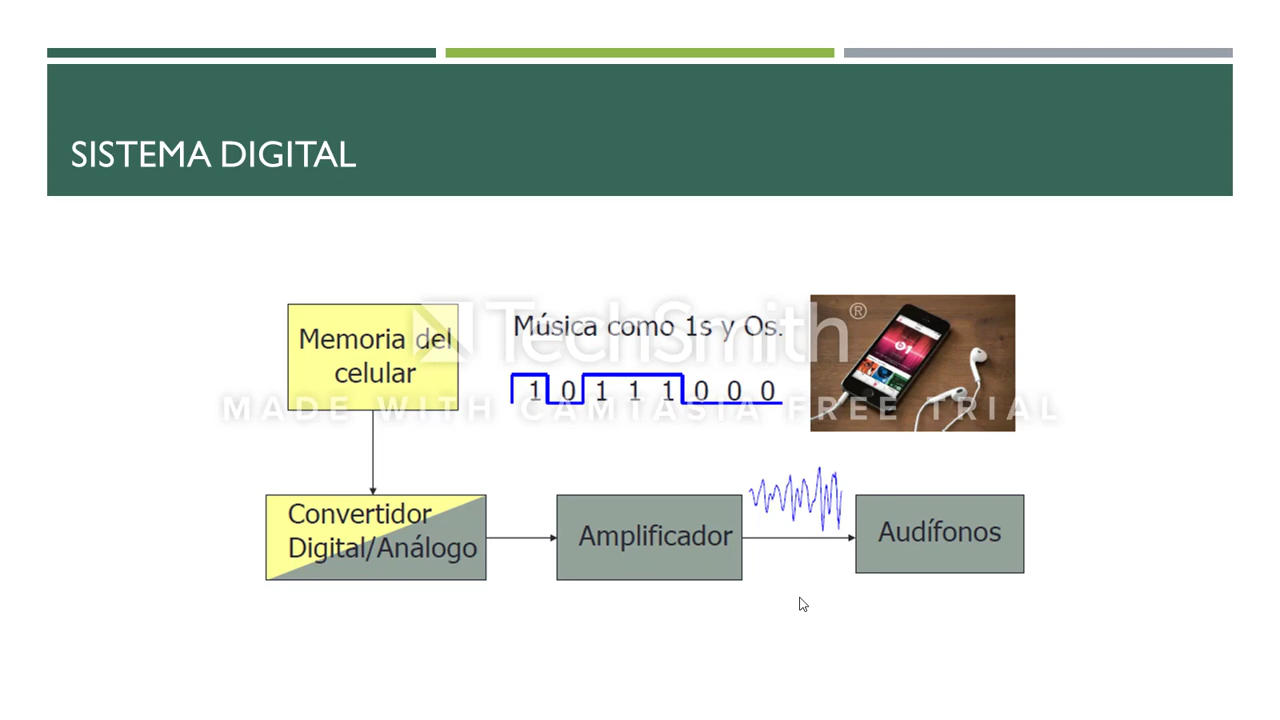 SISTEMA DIGITAL
Memoria del
celular
Música como 1s y Os.
1 0 1 1 1 0 0 0
TechSmith®
MADE WITH CAMTASIA FREE TRIAL
Convertidor
Digital/Análogo
Amplificador
Audífonos